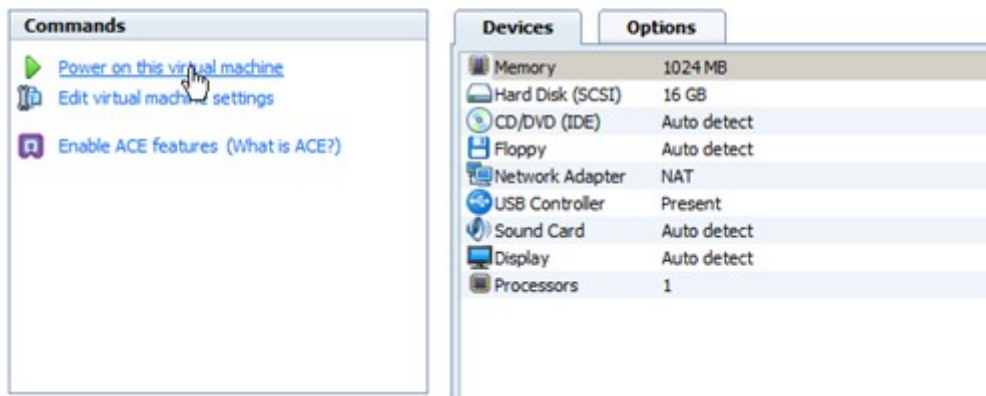 Commands
Power on this virtual machine
Edit virtual machine settings
Enable ACE features (What is ACE?)
Devices Options
Memory 1024 MB
Hard Disk (SCSI) 16 GB
CD/DVD (IDE) Auto detect
Floppy Auto detect
Network Adapter NAT
USB Controller Present
Sound Card Auto detect
Display Auto detect
Processors 1